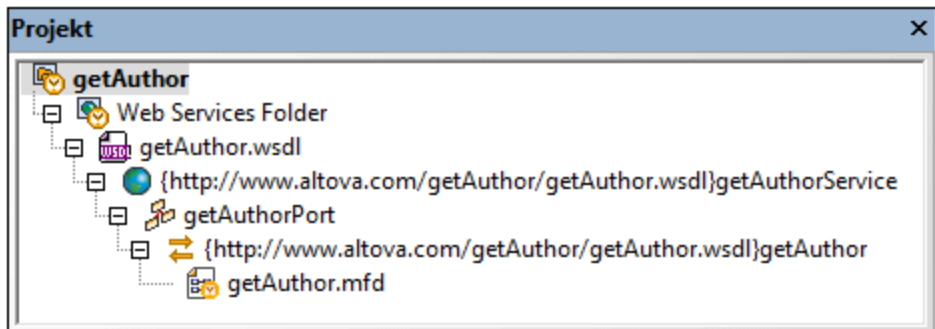 Projekt
getAuthor
Web Services Folder
WSDL getAuthor.wsdl
{http://www.altova.com/getAuthor/getAuthor.wsdl}getAuthorService
getAuthorPort
{http://www.altova.com/getAuthor/getAuthor.wsdl}getAuthor
getAuthor.mfd